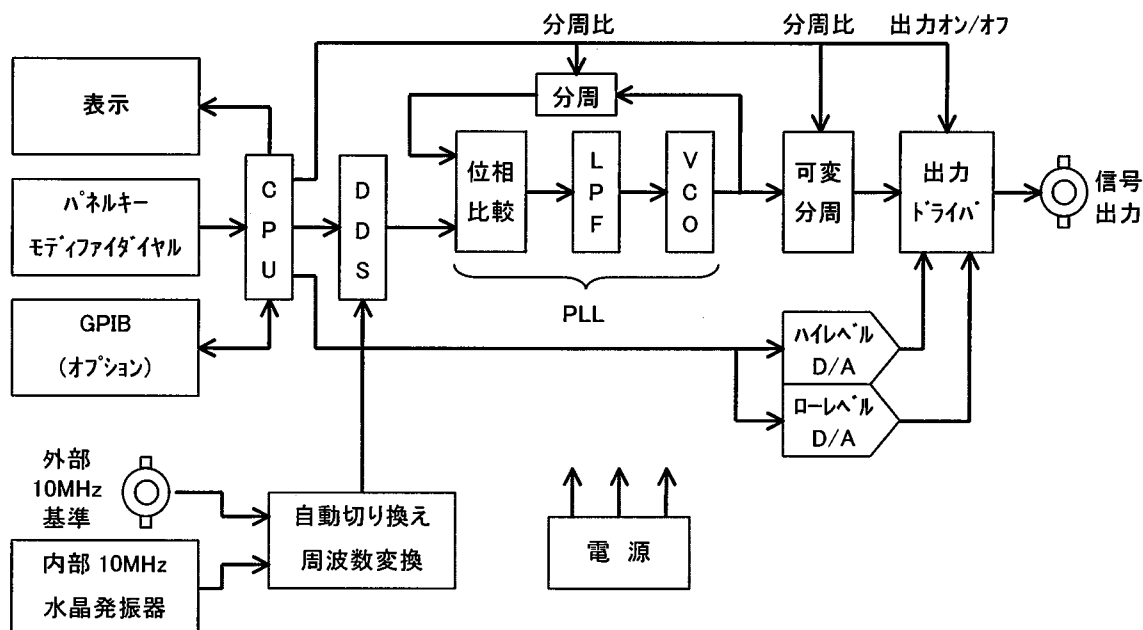 分周比
分周比
出力オン/オフ
表示
分周
パネルキー
モディファイダイヤル
CPU
DDS
位相
比較
LPF
VCO
可変
分周
出力
ドライバ
信号
出力
PLL
GPIB
(オプション)
ハイレベル
D/A
ローレベル
D/A
外部
10MHz
基準
自動切り換え
周波数変換
電 源
内部 10MHz
水晶発振器